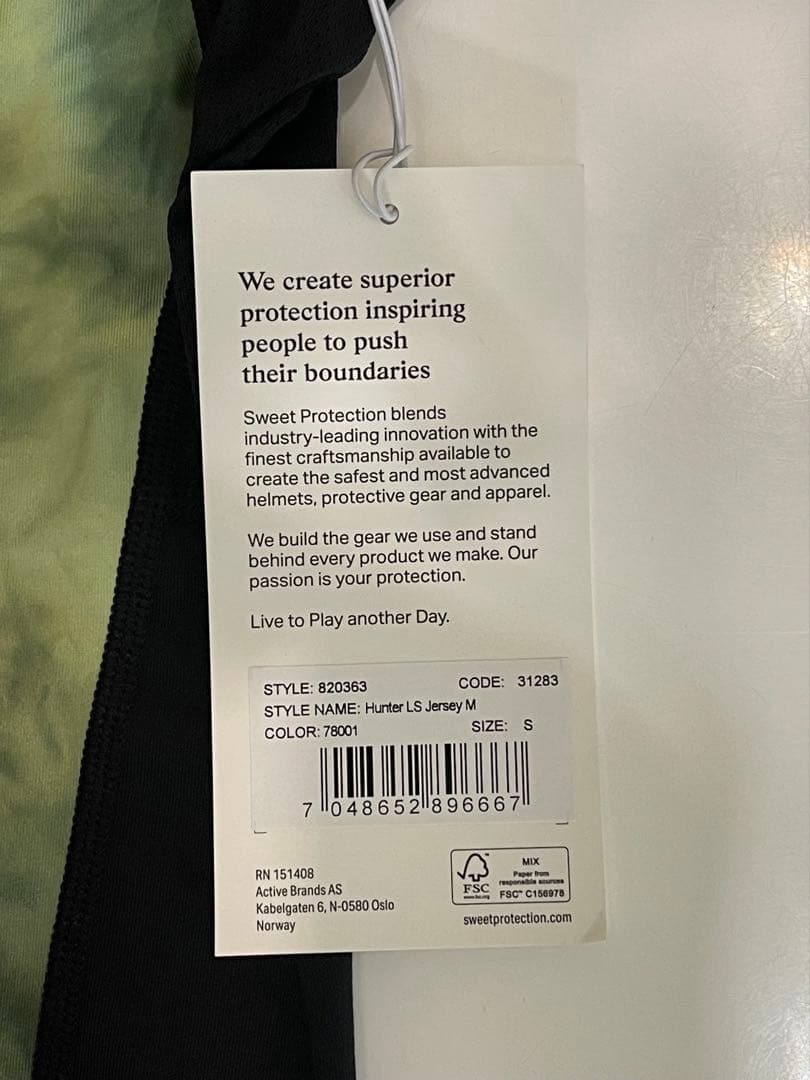 We create superior
protection inspiring
people to push
their boundaries
Sweet Protection blends
industry-leading innovation with the
finest craftsmanship available to
create the safest and most advanced
helmets, protective gear and apparel.
We build the gear we use and stand
behind every product we make. Our
passion is your protection.
Live to Play another Day.
STYLE: 820363 CODE: 31283
STYLE NAME: Hunter LS Jersey M
COLOR: 78001 SIZE: S
7 048652 896667
RN 151408
Active Brands AS
Kabelgaten 6, N-0580 Oslo
Norway
FSC
MIX
Paper from
responsible sources
FSC™ C156978
sweetprotection.com